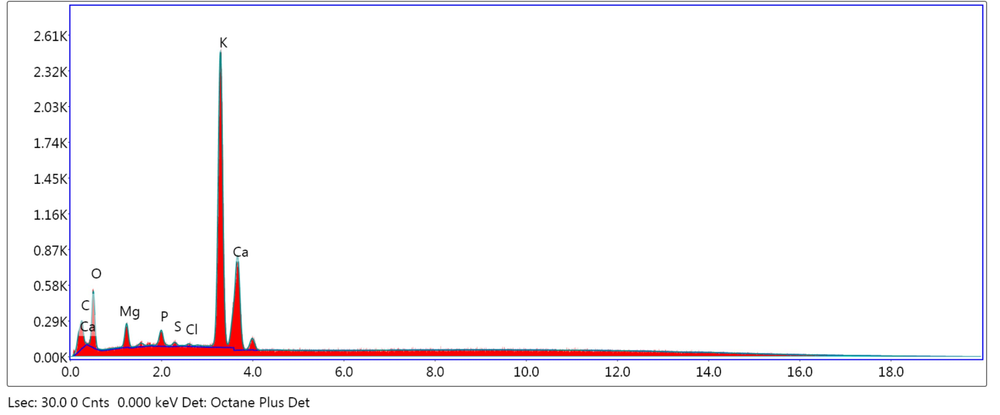 2.61K
2.32K
2.03K
1.74K
1.45K
1.16K
0.87K
0.58K
0.29K
0.00K
K
Ca
O
C
Ca
Mg
P
S
Cl
0.0 2.0 4.0 6.0 8.0 10.0 12.0 14.0 16.0 18.0
Lsec: 30.0 0 Cnts 0.000 keV Det: Octane Plus Det